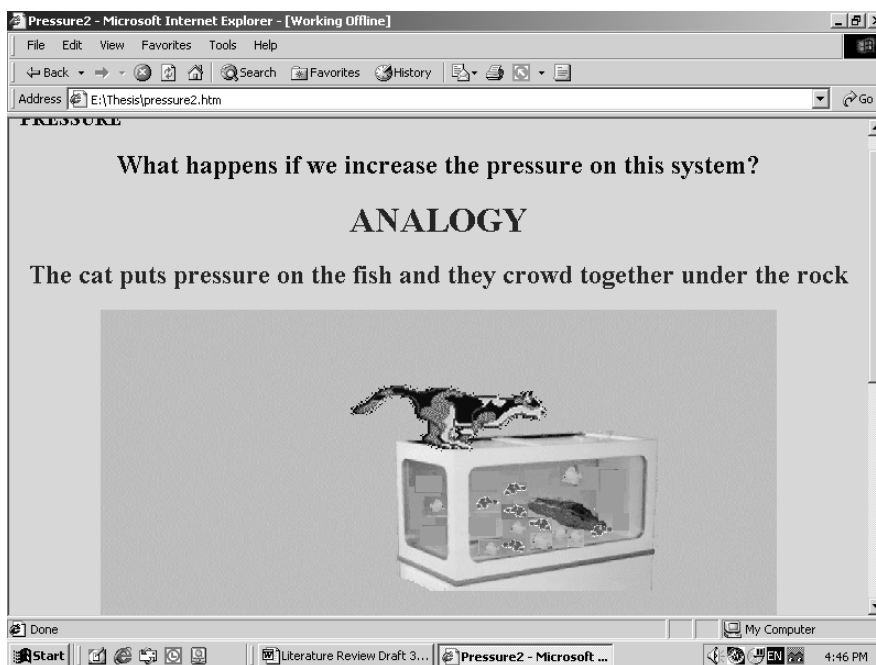 Pressure2 - Microsoft Internet Explorer - [Working Offline]
File Edit View Favorites Tools Help
Back Search Favorites History
Address E:\Thesis\pressure2.htm Go
PRESSURE
What happens if we increase the pressure on this system?
ANALOGY
The cat puts pressure on the fish and they crowd together under the rock
Done My Computer
Start Literature Review Draft 3... Pressure2 - Microsoft ... EN 4:46 PM